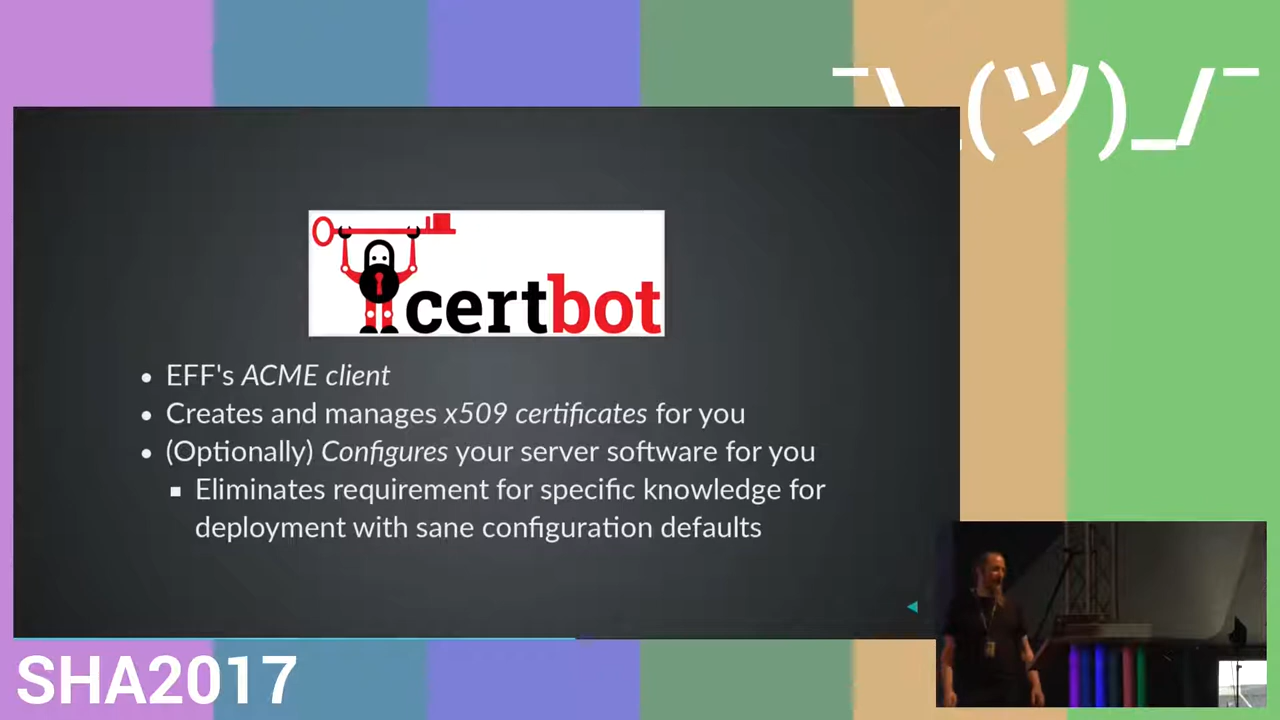 ¯\_(ツ)_/¯
certbot
EFF's ACME client
Creates and manages x509 certificates for you
(Optionally) Configures your server software for you
Eliminates requirement for specific knowledge for
deployment with sane configuration defaults
SHA2017